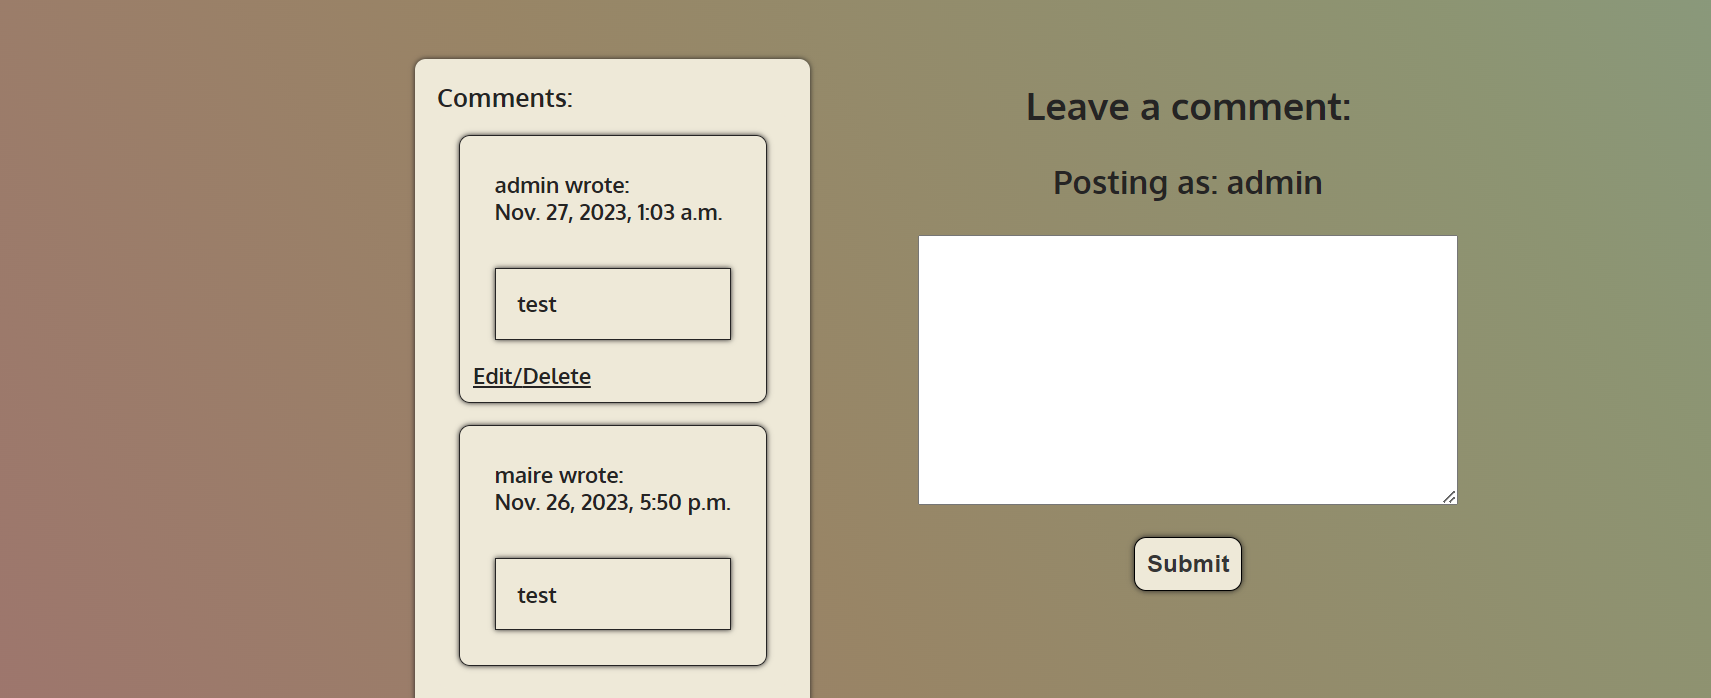 Comments:
admin wrote:
Nov. 27, 2023, 1:03 a.m.
test
Edit/Delete
maire wrote:
Nov. 26, 2023, 5:50 p.m.
test
Leave a comment:
Posting as: admin
Submit